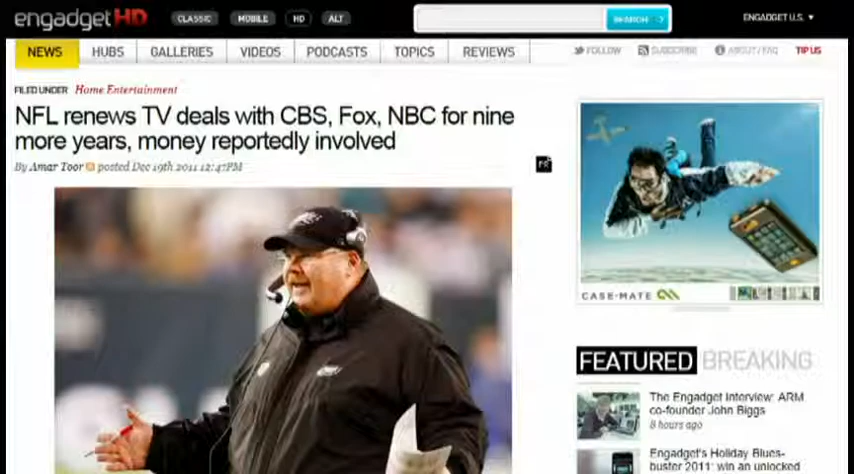 engadget HD
CLASSIC MOBILE HD ALT
SEARCH
ENGADGET U.S.
NEWS HUBS GALLERIES VIDEOS PODCASTS TOPICS REVIEWS
FOLLOW SUBSCRIBE ABOUT / FAQ TIP US
FILED UNDER Home Entertainment
NFL renews TV deals with CBS, Fox, NBC for nine
more years, money reportedly involved
By Amar Toor posted Dec 19th 2011 12:47PM
CASE-MATE
FEATURED BREAKING
The Engadget Interview: ARM
co-founder John Biggs
8 hours ago
Engadget's Holiday Blues-
buster 2011: win an unlocked